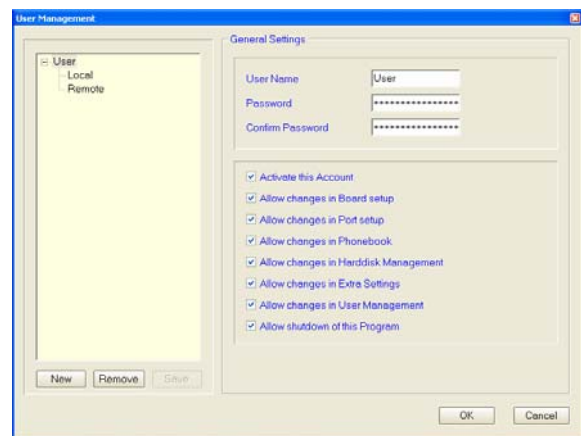 User Management
User
Local
Remote
New
Remove
Save
General Settings
User Name
User
Password
****************
Confirm Password
****************
Activate this Account
Allow changes in Board setup
Allow changes in Port setup
Allow changes in Phonebook
Allow changes in Harddisk Management
Allow changes in Extra Settings
Allow changes in User Management
Allow shutdown of this Program
OK
Cancel